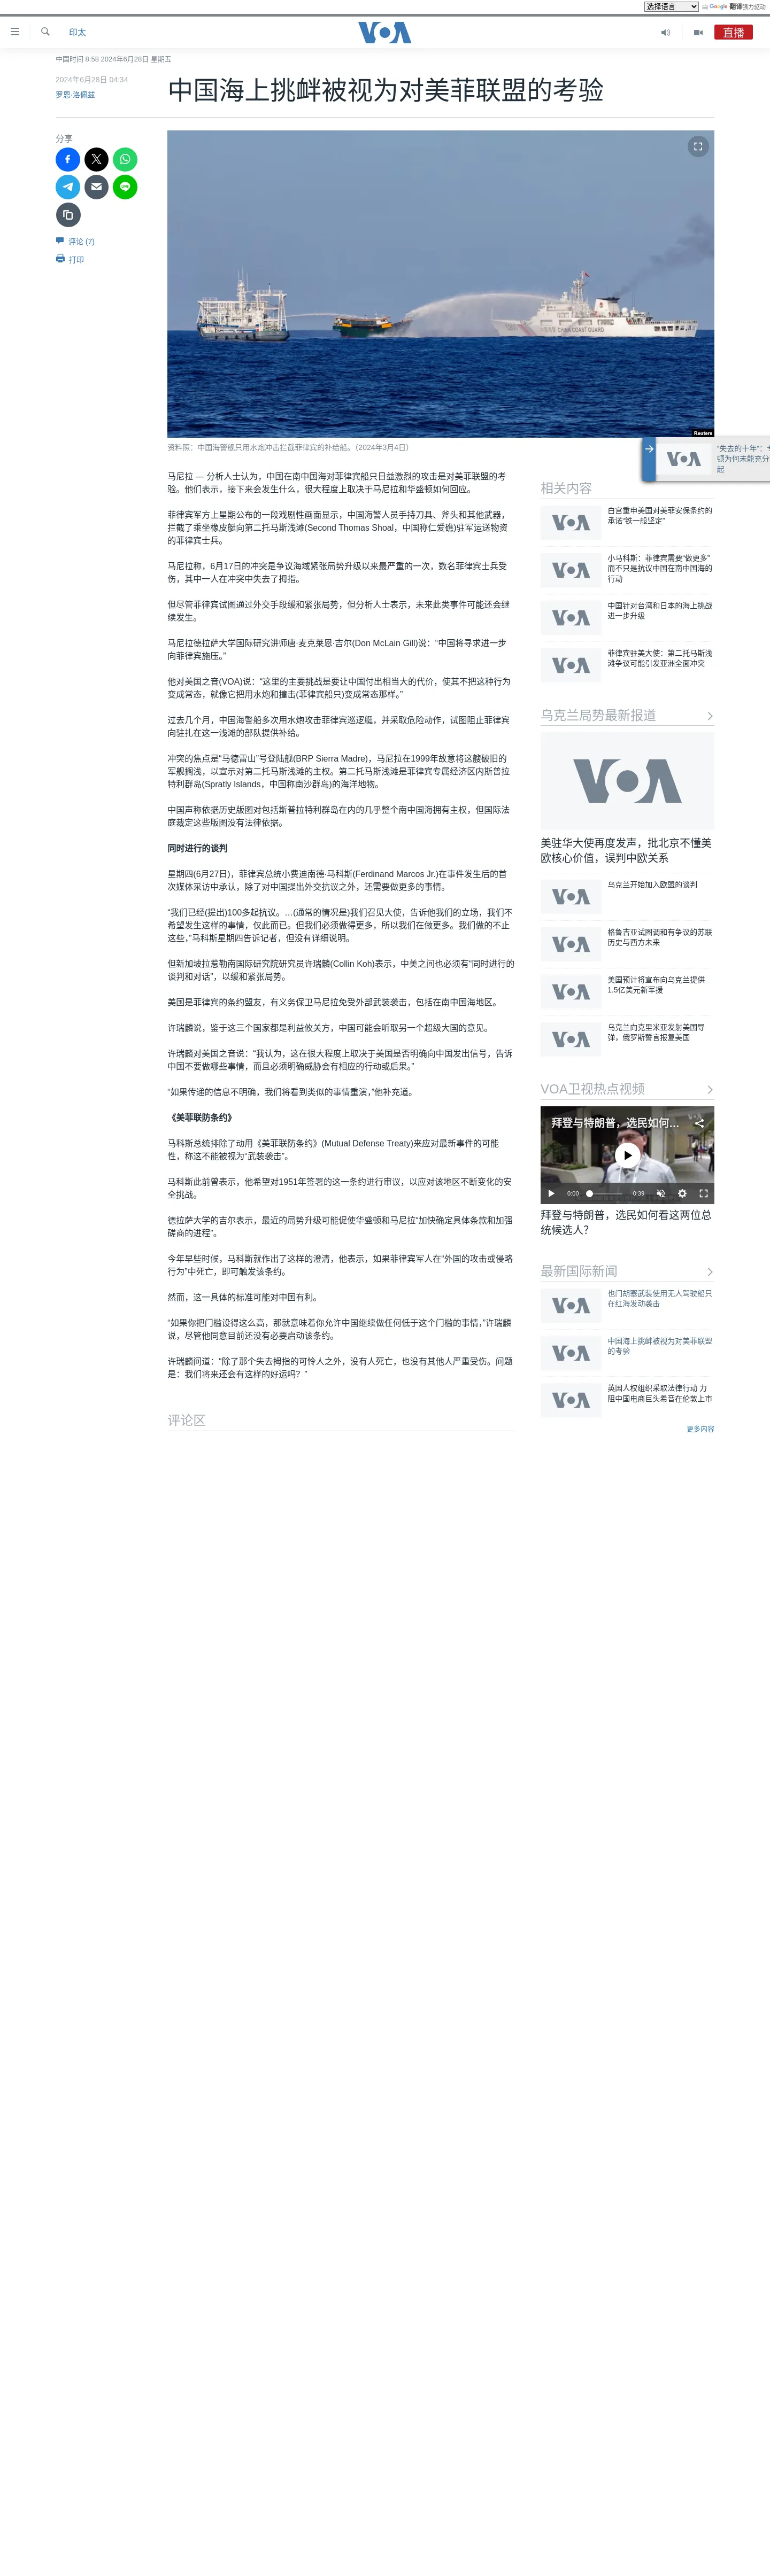 选择语言 由 Google 翻译强力驱动
印太
VOA
直播
中国时间 8:58 2024年6月28日 星期五
2024年6月28日 04:34
罗恩·洛佩兹
中国海上挑衅被视为对美菲联盟的考验
分享
评论 (7)
打印
CHINA COAST GUARD
Reuters
资料照：中国海警舰只用水炮冲击拦截菲律宾的补给船。（2024年3月4日）
马尼拉 — 分析人士认为，中国在南中国海对菲律宾船只日益激烈的攻击是对美菲联盟的考
验。他们表示，接下来会发生什么，很大程度上取决于马尼拉和华盛顿如何回应。
菲律宾军方上星期公布的一段戏剧性画面显示，中国海警人员手持刀具、斧头和其他武器，
拦截了乘坐橡皮艇向第二托马斯浅滩(Second Thomas Shoal，中国称仁爱礁)驻军运送物资
的菲律宾士兵。
马尼拉称，6月17日的冲突是争议海域紧张局势升级以来最严重的一次，数名菲律宾士兵受
伤，其中一人在冲突中失去了拇指。
但尽管菲律宾试图通过外交手段缓和紧张局势，但分析人士表示，未来此类事件可能还会继
续发生。
马尼拉德拉萨大学国际研究讲师唐·麦克莱恩·吉尔(Don McLain Gill)说：“中国将寻求进一步
向菲律宾施压。”
他对美国之音(VOA)说：“这里的主要挑战是要让中国付出相当大的代价，使其不把这种行为
变成常态，就像它把用水炮和撞击(菲律宾船只)变成常态那样。”
过去几个月，中国海警船多次用水炮攻击菲律宾巡逻艇，并采取危险动作，试图阻止菲律宾
向驻扎在这一浅滩的部队提供补给。
冲突的焦点是“马德雷山”号登陆舰(BRP Sierra Madre)，马尼拉在1999年故意将这艘破旧的
军舰搁浅，以宣示对第二托马斯浅滩的主权。第二托马斯浅滩是菲律宾专属经济区内斯普拉
特利群岛(Spratly Islands，中国称南沙群岛)的海洋地物。
中国声称依据历史版图对包括斯普拉特利群岛在内的几乎整个南中国海拥有主权，但国际法
庭裁定这些版图没有法律依据。
同时进行的谈判
星期四(6月27日)，菲律宾总统小费迪南德·马科斯(Ferdinand Marcos Jr.)在事件发生后的首
次媒体采访中承认，除了对中国提出外交抗议之外，还需要做更多的事情。
“我们已经(提出)100多起抗议。…(通常的情况是)我们召见大使，告诉他我们的立场，我们不
希望发生这样的事情，仅此而已。但我们必须做得更多，所以我们在做更多。我们做的不止
这些，”马科斯星期四告诉记者，但没有详细说明。
但新加坡拉惹勒南国际研究院研究员许瑞麟(Collin Koh)表示，中美之间也必须有“同时进行的
谈判和对话”，以缓和紧张局势。
美国是菲律宾的条约盟友，有义务保卫马尼拉免受外部武装袭击，包括在南中国海地区。
许瑞麟说，鉴于这三个国家都是利益攸关方，中国可能会听取另一个超级大国的意见。
许瑞麟对美国之音说：“我认为，这在很大程度上取决于美国是否明确向中国发出信号，告诉
中国不要做哪些事情，而且必须明确威胁会有相应的行动或后果。”
“如果传递的信息不明确，我们将看到类似的事情重演，”他补充道。
《美菲联防条约》
马科斯总统排除了动用《美菲联防条约》(Mutual Defense Treaty)来应对最新事件的可能
性，称这不能被视为“武装袭击”。
马科斯此前曾表示，他希望对1951年签署的这一条约进行审议，以应对该地区不断变化的安
全挑战。
德拉萨大学的吉尔表示，最近的局势升级可能促使华盛顿和马尼拉“加快确定具体条款和加强
磋商的进程”。
今年早些时候，马科斯就作出了这样的澄清，他表示，如果菲律宾军人在“外国的攻击或侵略
行为”中死亡，即可触发该条约。
然而，这一具体的标准可能对中国有利。
“如果你把门槛设得这么高，那就意味着你允许中国继续做任何低于这个门槛的事情，”许瑞麟
说，尽管他同意目前还没有必要启动该条约。
许瑞麟问道：“除了那个失去拇指的可怜人之外，没有人死亡，也没有其他人严重受伤。问题
是：我们将来还会有这样的好运吗？”
评论区
VOA
“失去的十年”：
顿为何未能充分
起
相关内容
VOA
白宫重申美国对美菲安保条约的
承诺“铁一般坚定”
VOA
小马科斯：菲律宾需要“做更多”
而不只是抗议中国在南中国海的
行动
VOA
中国针对台湾和日本的海上挑战
进一步升级
VOA
菲律宾驻美大使：第二托马斯浅
滩争议可能引发亚洲全面冲突
乌克兰局势最新报道
VOA
美驻华大使再度发声，批北京不懂美
欧核心价值，误判中欧关系
VOA
乌克兰开始加入欧盟的谈判
VOA
格鲁吉亚试图调和有争议的苏联
历史与西方未来
VOA
美国预计将宣布向乌克兰提供
1.5亿美元新军援
VOA
乌克兰向克里米亚发射美国导
弹，俄罗斯誓言报复美国
VOA卫视热点视频
拜登与特朗普，选民如何...
0:00 0:39
拜登与特朗普，选民如何看这两位总
统候选人？
最新国际新闻
VOA
也门胡塞武装使用无人驾驶船只
在红海发动袭击
VOA
中国海上挑衅被视为对美菲联盟
的考验
VOA
英国人权组织采取法律行动 力
阻中国电商巨头希音在伦敦上市
更多内容